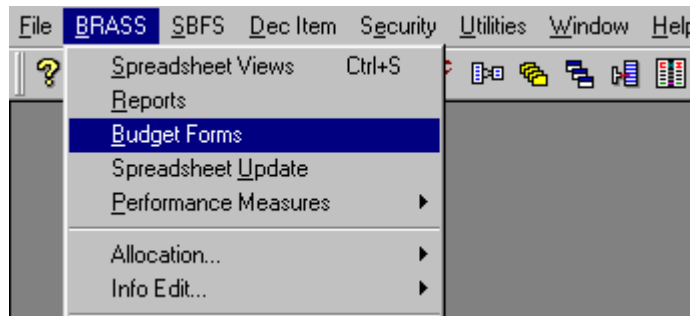 File BRASS SBFS Dec Item Security Utilities Window Help
Spreadsheet Views Ctrl+S
Reports
Budget Forms
Spreadsheet Update
Performance Measures
Allocation...
Info Edit...